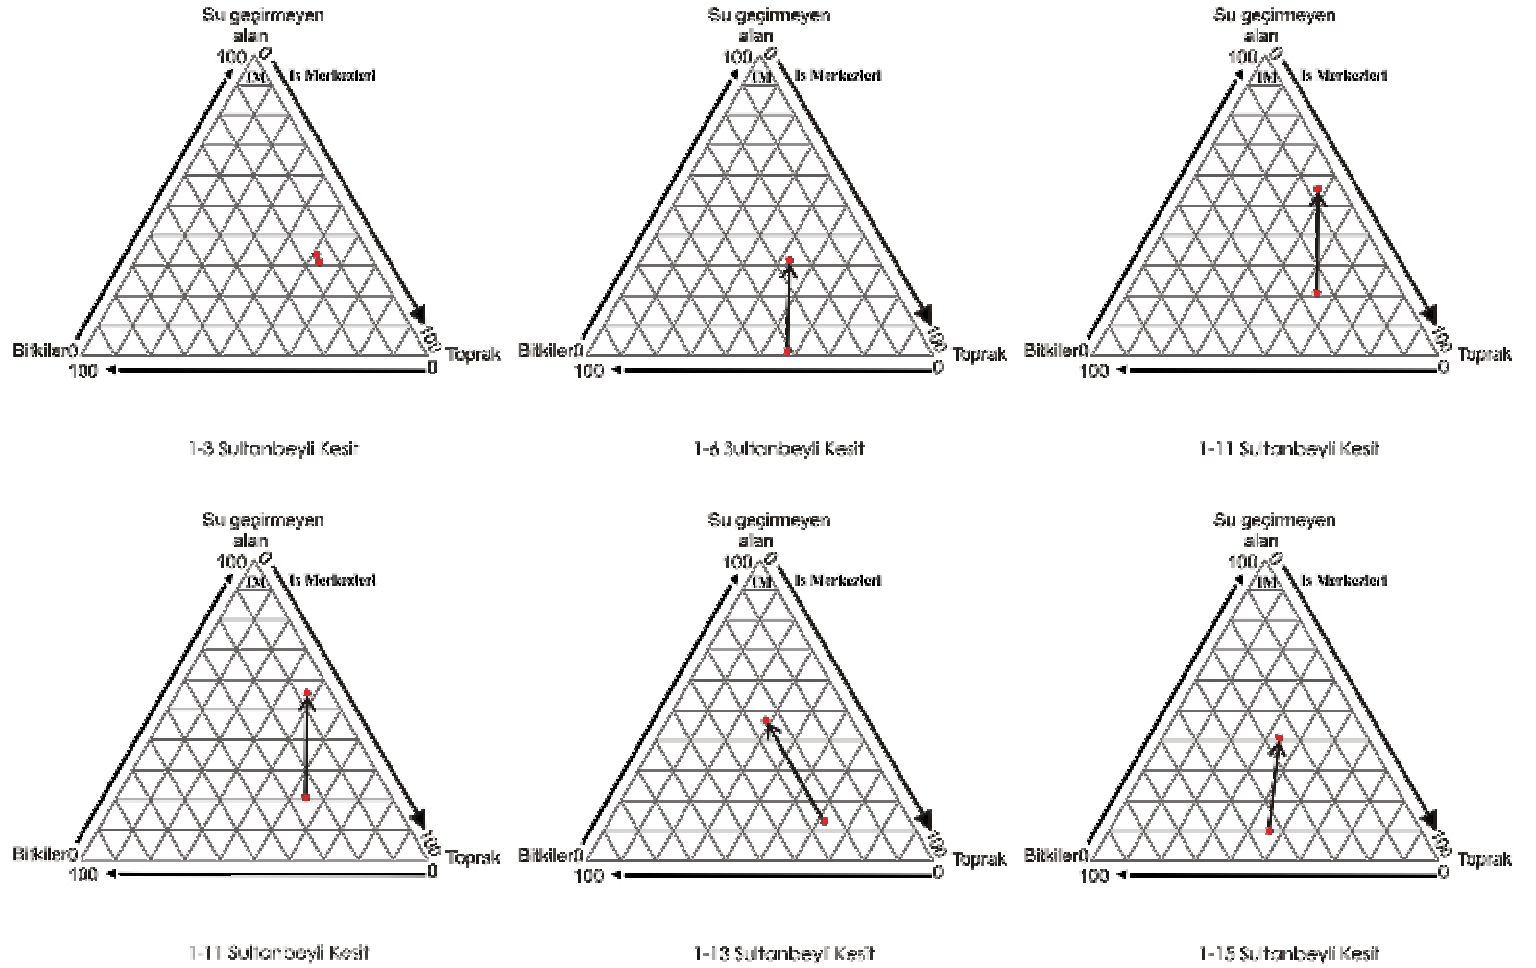 Su geçirmeyen
alan
100 0
İM İs Merkezleri
Bitkiler 0 100 Toprak
100 0
1-3 Sultanbeyli Kesit
Su geçirmeyen
alan
100 0
İM İs Merkezleri
Bitkiler 0 100 Toprak
100 0
1-6 Sultanbeyli Kesit
Su geçirmeyen
alan
100 0
İM İs Merkezleri
Bitkiler 0 100 Toprak
100 0
1-11 Sultanbeyli Kesit
Su geçirmeyen
alan
100 0
İM İs Merkezleri
Bitkiler 0 100 Toprak
100 0
1-11 Sultanbeyli Kesit
Su geçirmeyen
alan
100 0
İM İs Merkezleri
Bitkiler 0 100 Toprak
100 0
1-13 Sultanbeyli Kesit
Su geçirmeyen
alan
100 0
İM İs Merkezleri
Bitkiler 0 100 Toprak
100 0
1-15 Sultanbeyli Kesit